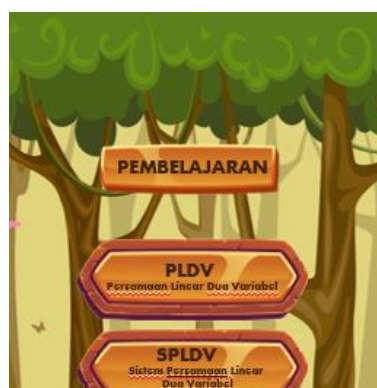 PEMBELAJARAN
PLDV
Persamaan Linear Dua Variabel
SPLDV
Sistem Persamaan Linear
Dua Variabel